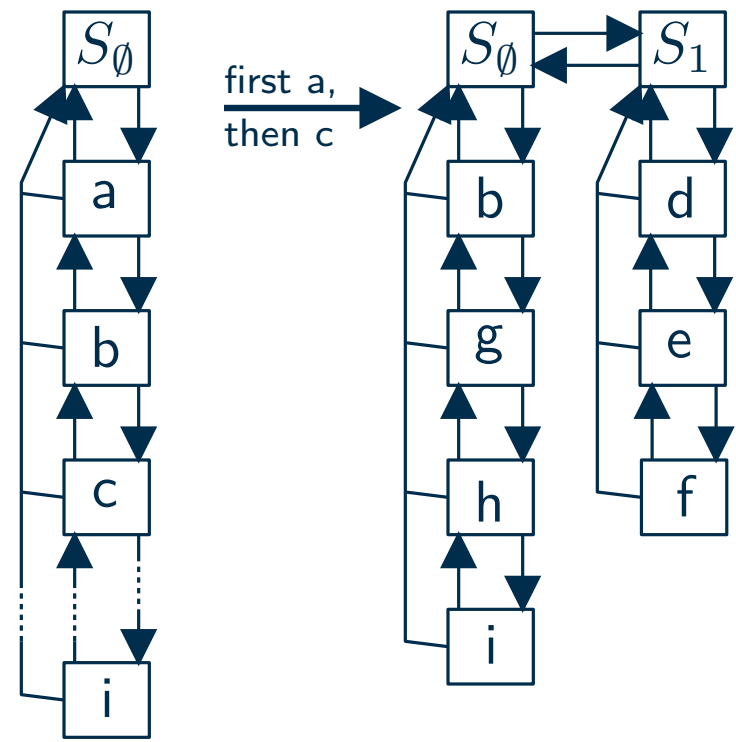 S∅
a
b
c
i
first a,
then c
S∅ S1
b d
g e
h f
i